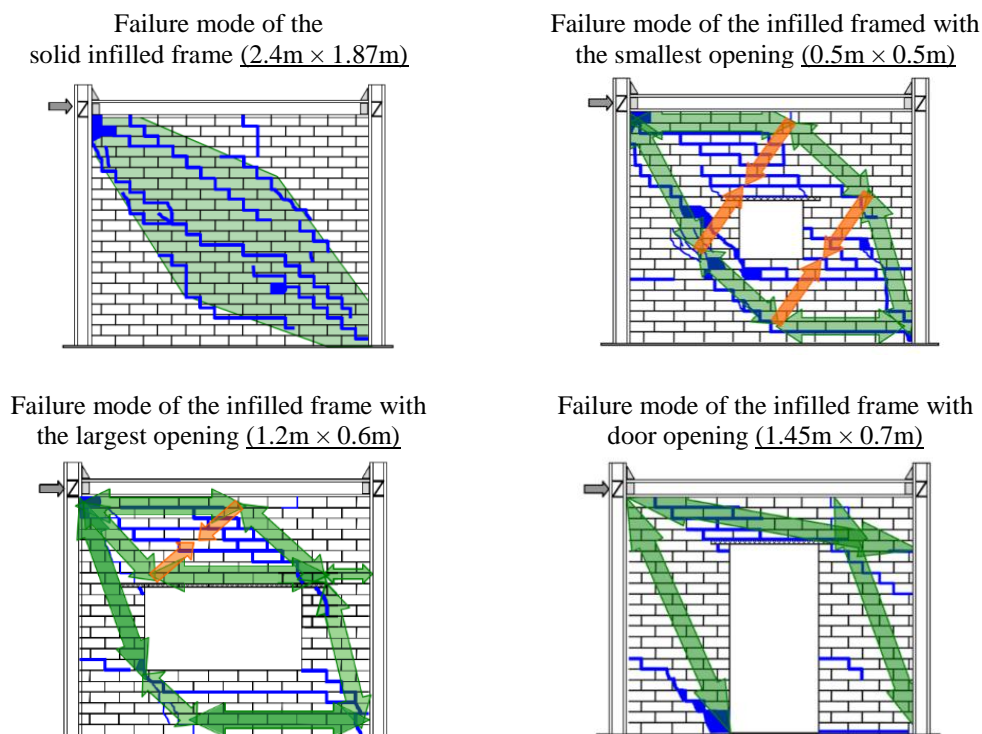 Failure mode of the
solid infilled frame (2.4m × 1.87m)
Failure mode of the infilled framed with
the smallest opening (0.5m × 0.5m)
Z
Z
Z
Z
Failure mode of the infilled frame with
the largest opening (1.2m × 0.6m)
Failure mode of the infilled frame with
door opening (1.45m × 0.7m)
Z
Z
Z
Z